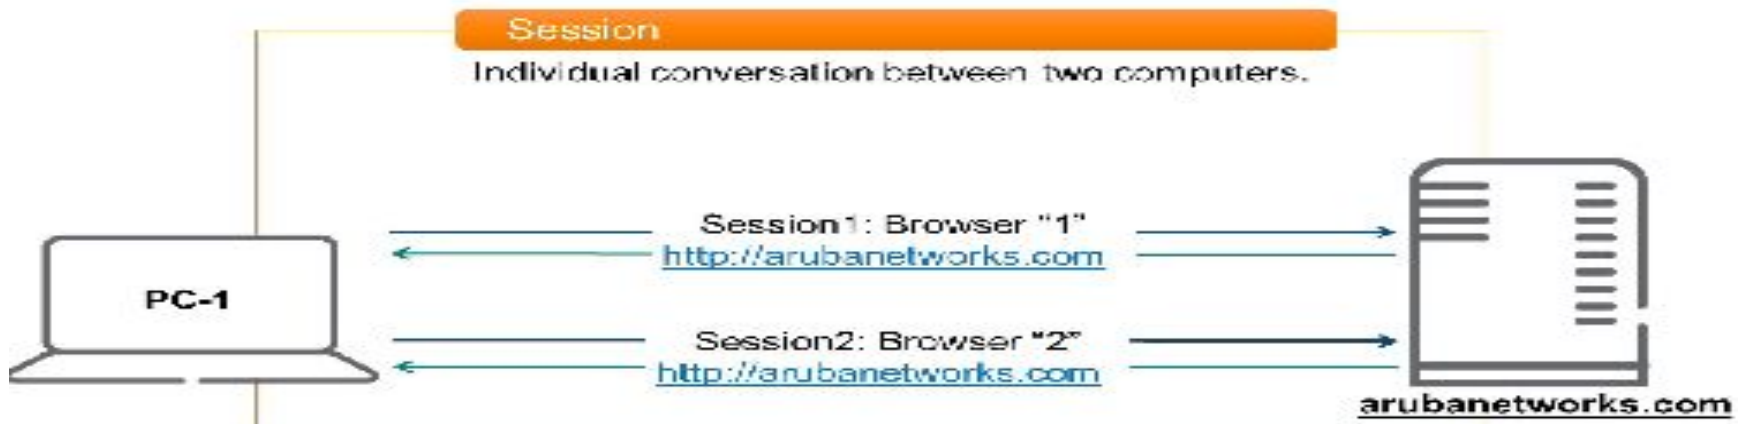 Session
Individual conversation between two computers.
Session1: Browser “1”
http://arubanetworks.com
PC-1
Session2: Browser “2”
http://arubanetworks.com
arubanetworks.com